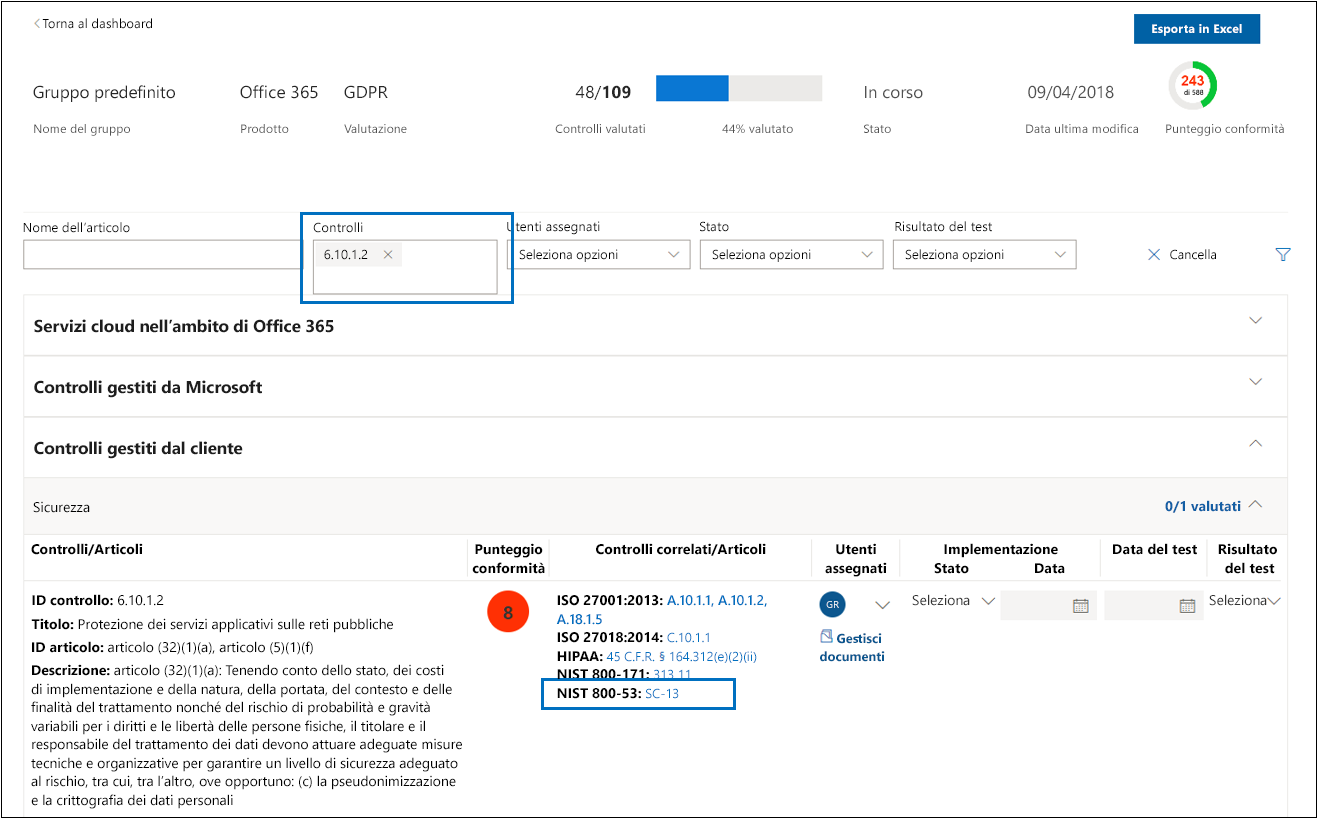 Torna al dashboard
Esporta in Excel
Gruppo predefinito Office 365 GDPR 48/109 In corso 09/04/2018 243 di 588
Nome del gruppo Prodotto Valutazione Controlli valutati 44% valutato Stato Data ultima modifica Punteggio conformità
Nome dell'articolo Controlli Utenti assegnati Stato Risultato del test
6.10.1.2 Seleziona opzioni Seleziona opzioni Seleziona opzioni Cancella
Servizi cloud nell'ambito di Office 365
Controlli gestiti da Microsoft
Controlli gestiti dal cliente
Sicurezza 0/1 valutati
Controlli/Articoli
Punteggio
conformità
Controlli correlati/Articoli
Utenti
assegnati
Implementazione
Stato Data
Data del test
Risultato
del test
ID controllo: 6.10.1.2
Titolo: Protezione dei servizi applicativi sulle reti pubbliche
ID articolo: articolo (32)(1)(a), articolo (5)(1)(f)
Descrizione: articolo (32)(1)(a): Tenendo conto dello stato, dei costi
di implementazione e della natura, della portata, del contesto e delle
finalità del trattamento nonché del rischio di probabilità e gravità
variabili per i diritti e le libertà delle persone fisiche, il titolare e il
responsabile del trattamento dei dati devono attuare adeguate misure
tecniche e organizzative per garantire un livello di sicurezza adeguato
al rischio, tra cui, tra l'altro, ove opportuno: (c) la pseudonimizzazione
e la crittografia dei dati personali
8
ISO 27001:2013: A.10.1.1, A.10.1.2,
A.18.1.5
ISO 27018:2014: C.10.1.1
HIPAA: 45 C.F.R. § 164.312(e)(2)(ii)
NIST 800-171: 313.11
NIST 800-53: SC-13
GR
Gestisci
documenti
Seleziona
Seleziona